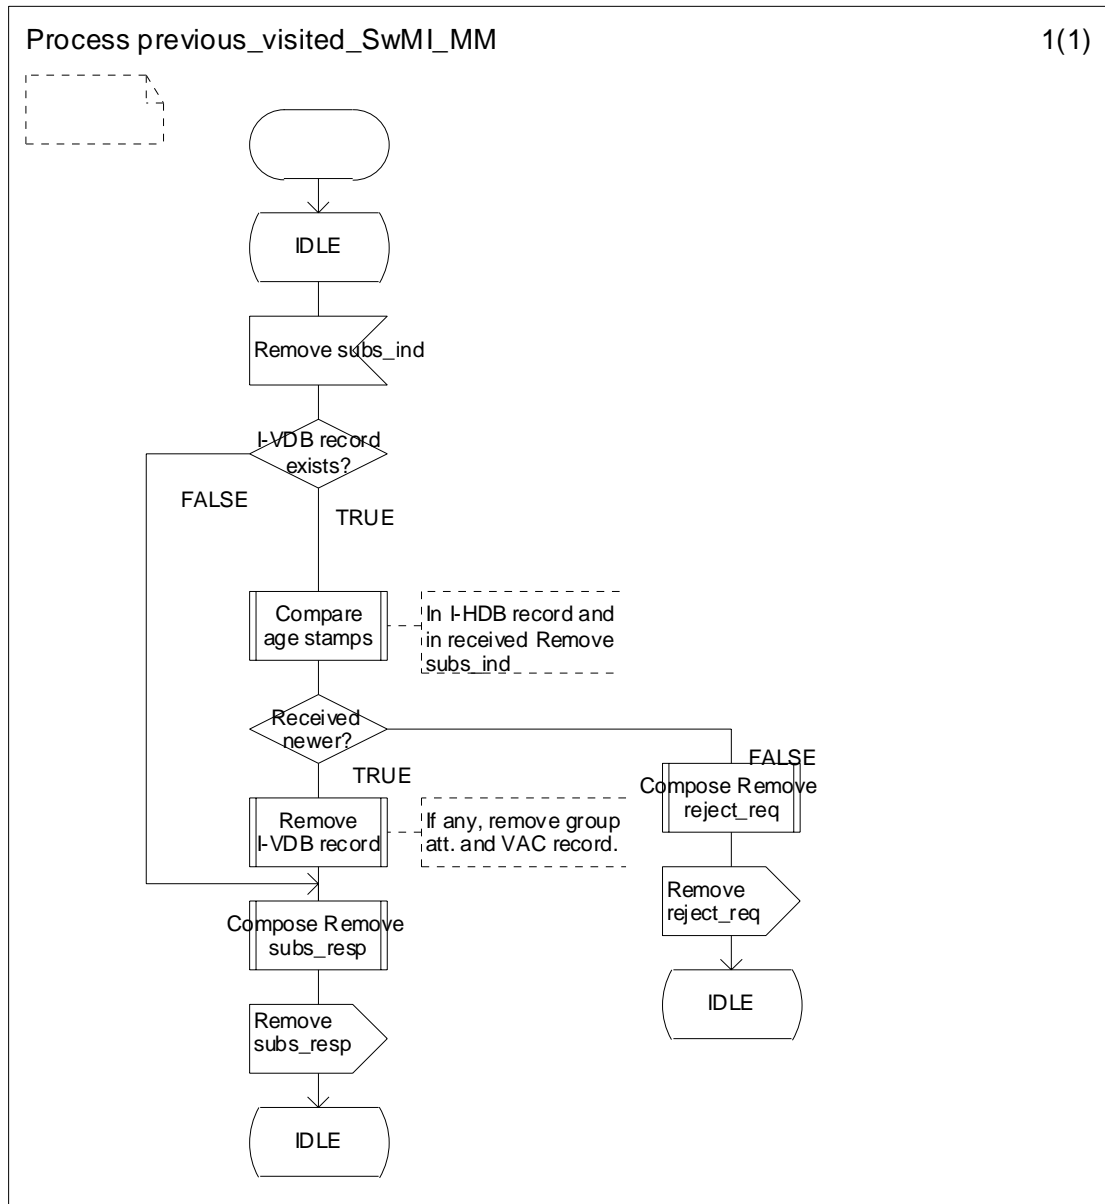 Process previous_visited_SwMI_MM
1(1)
IDLE
Remove subs_ind
I-VDB record
exists?
FALSE
TRUE
Compare
age stamps
In I-HDB record and
in received Remove
subs_ind
Received
newer?
FALSE
TRUE
Compose Remove
reject_req
Remove
I-VDB record
If any, remove group
att. and VAC record.
Remove
reject_req
Compose Remove
subs_resp
IDLE
Remove
subs_resp
IDLE